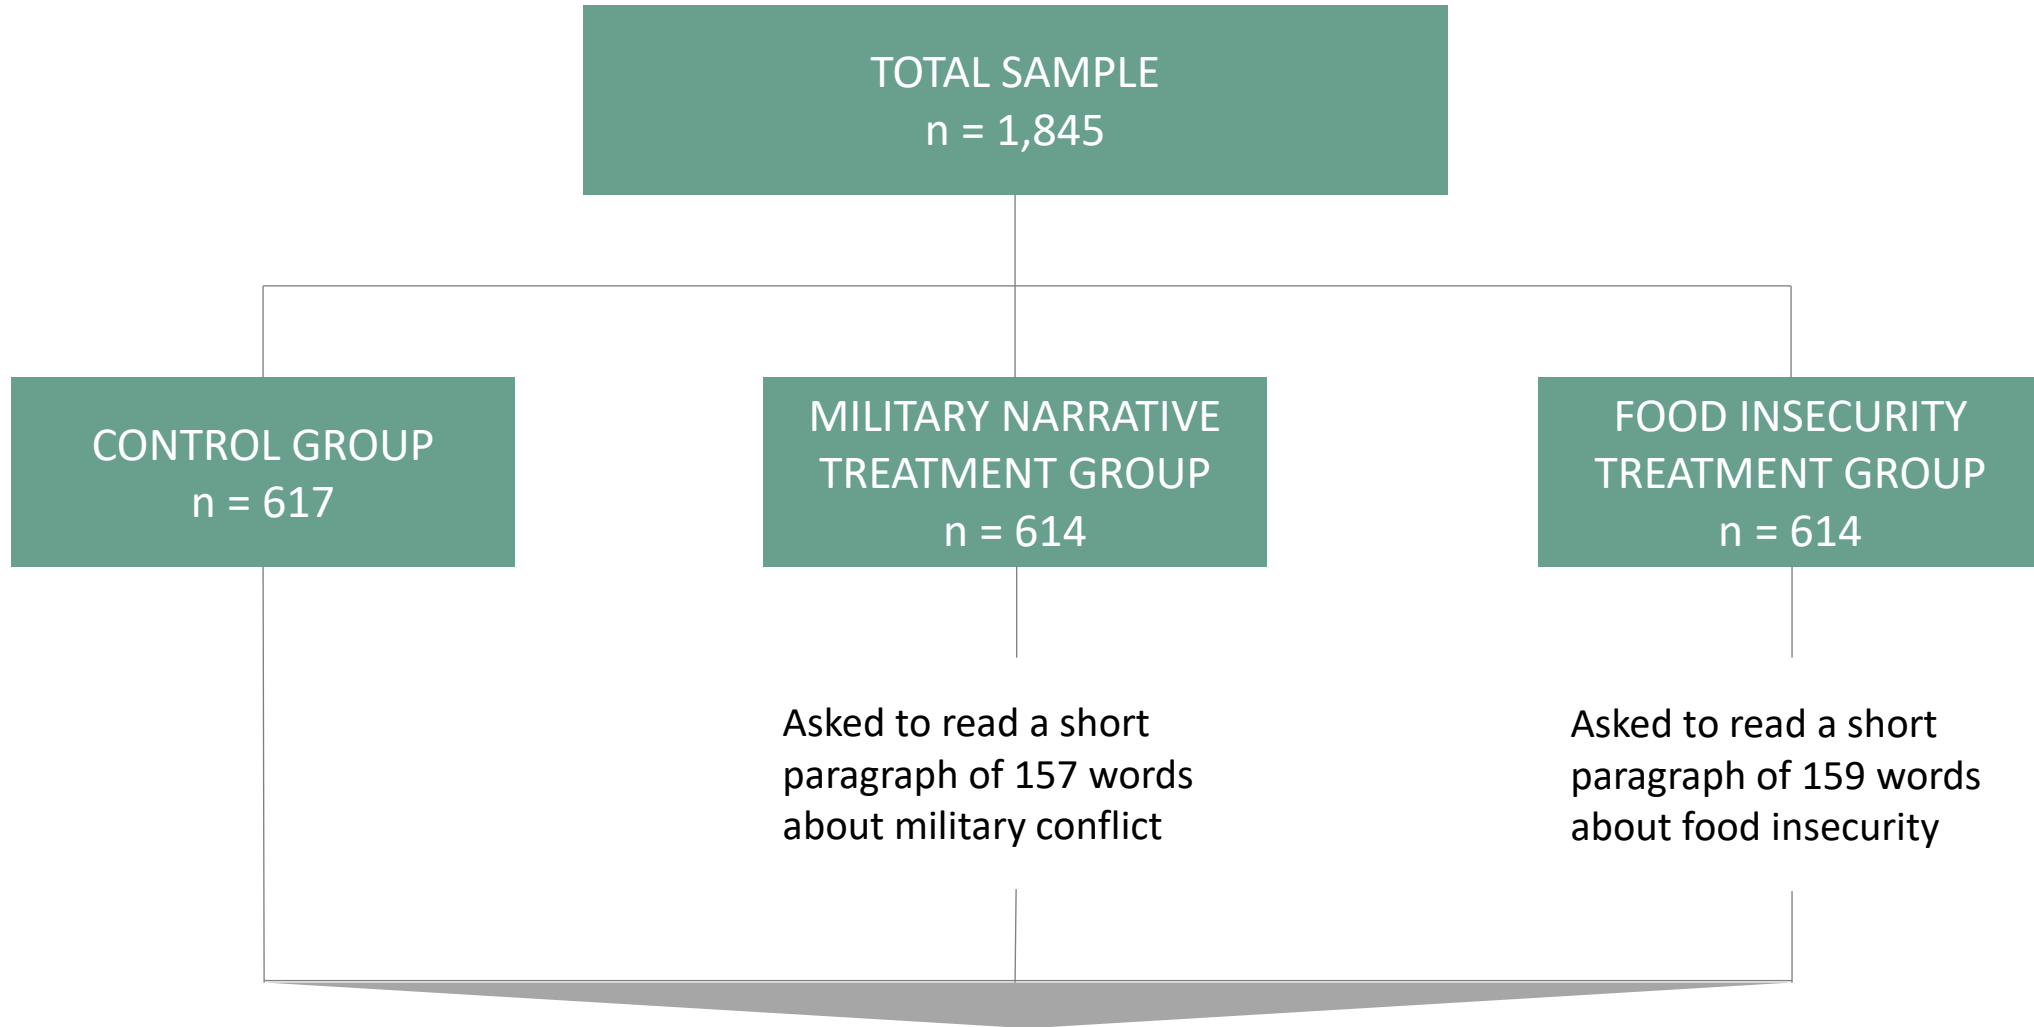 TOTAL SAMPLE
n = 1,845
CONTROL GROUP
n = 617
MILITARY NARRATIVE
TREATMENT GROUP
n = 614
FOOD INSECURITY
TREATMENT GROUP
n = 614
Asked to read a short
paragraph of 157 words
about military conflict
Asked to read a short
paragraph of 159 words
about food insecurity